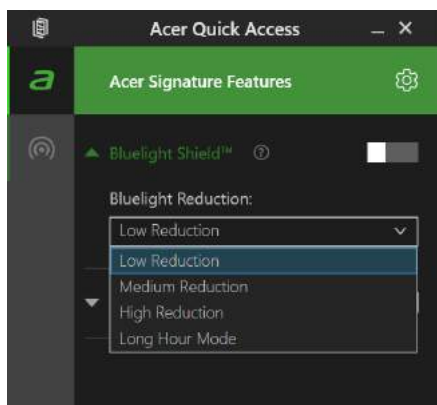 Acer Quick Access
a
Acer Signature Features
Bluelight Shield™ ?
Bluelight Reduction:
Low Reduction
Low Reduction
Medium Reduction
High Reduction
Long Hour Mode